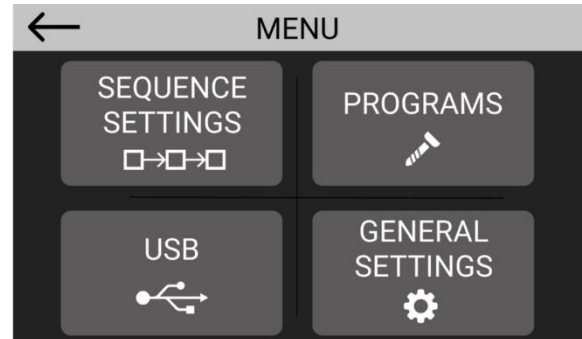 MENU
SEQUENCE
SETTINGS
PROGRAMS
USB
GENERAL
SETTINGS